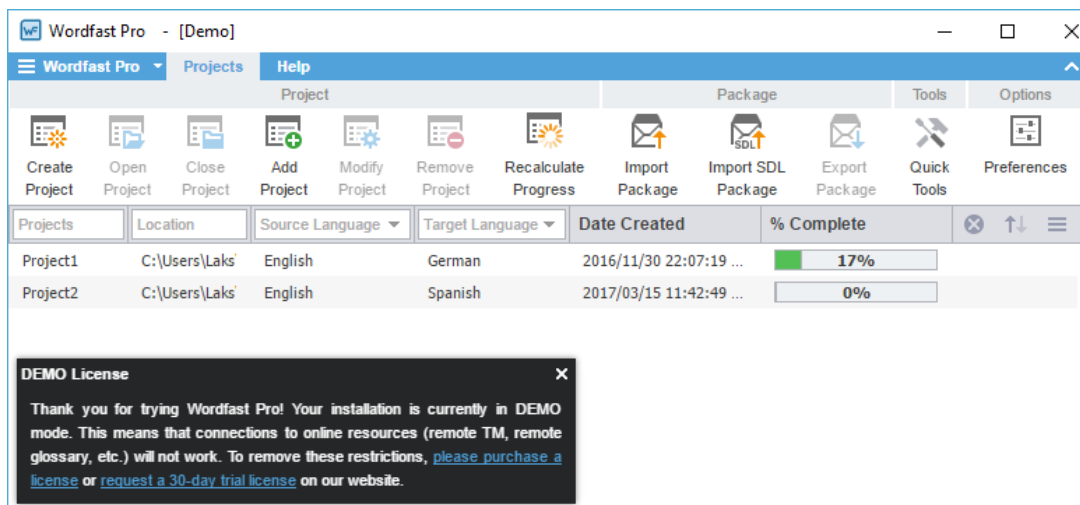 WF Wordfast Pro - [Demo]
Wordfast Pro Projects Help
Project Package Tools Options
Create Project
Open Project
Close Project
Add Project
Modify Project
Remove Project
Recalculate Progress
Import Package
SDL
Import SDL Package
Export Package
Quick Tools
Preferences
Projects Location Source Language Target Language Date Created % Complete
Project1 C:\Users\Laks English German 2016/11/30 22:07:19 ... 17%
Project2 C:\Users\Laks English Spanish 2017/03/15 11:42:49 ... 0%
DEMO License
Thank you for trying Wordfast Pro! Your installation is currently in DEMO
mode. This means that connections to online resources (remote TM, remote
glossary, etc.) will not work. To remove these restrictions, please purchase a
license or request a 30-day trial license on our website.